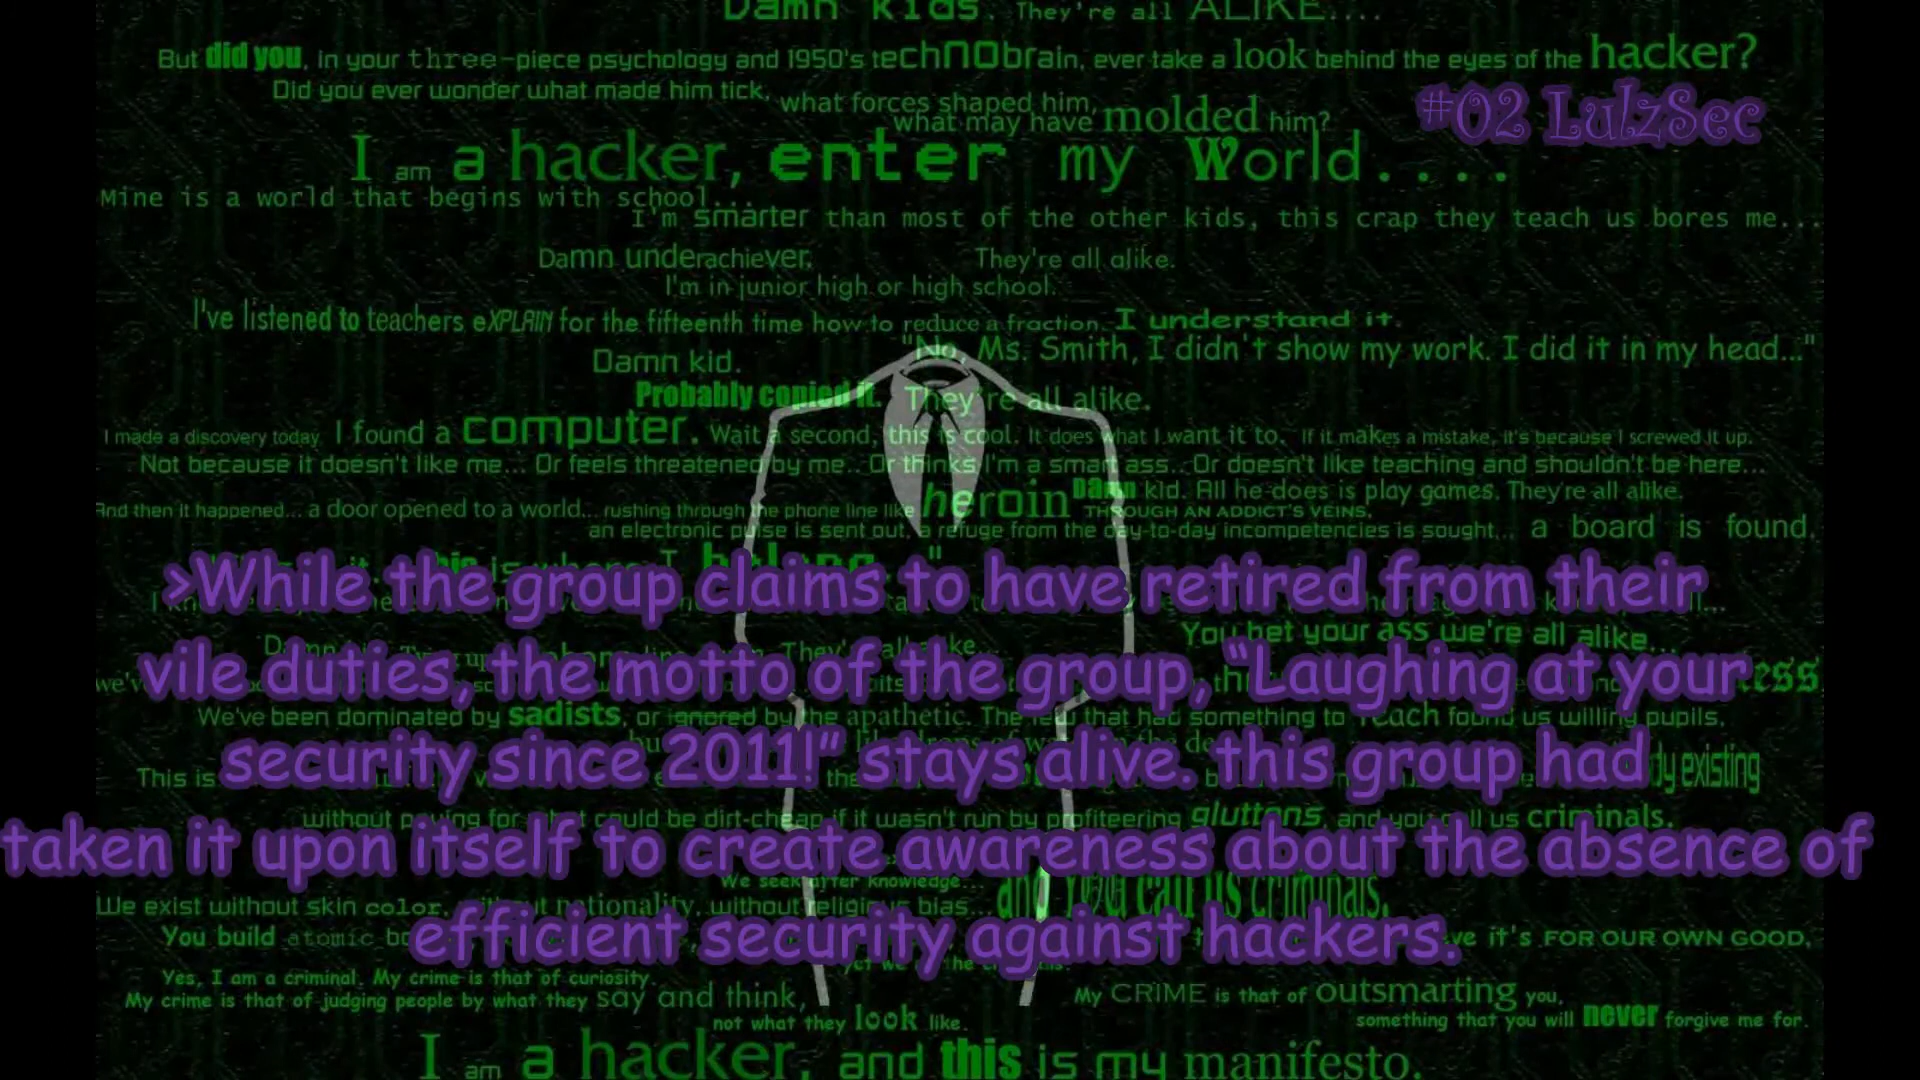 Damn kids. They're all ALIKE....
But did you, in your three-piece psychology and 1950's techNOBrain, ever take a look behind the eyes of the hacker?
Did you ever wonder what made him tick, what forces shaped him,
what may have molded him?
#02 LulzSec
I am a hacker, enter my World....
Mine is a world that begins with school...
I'm smarter than most of the other kids, this crap they teach us bores me...
Damn underachieVer. They're all alike.
I'm in junior high or high school.
I've listened to teachers eXPLAIN for the fifteenth time how to reduce a fraction. I understand it.
"No, Ms. Smith, I didn't show my work. I did it in my head..."
Damn kid.
Probably copied it. They're all alike.
I made a discovery today. I found a computer. Wait a second, this is cool. It does what I want it to. If it makes a mistake, it's because I screwed it up.
Not because it doesn't like me... Or feels threatened by me... Or thinks I'm a smart ass... Or doesn't like teaching and shouldn't be here...
Damn kid. All he does is play games. They're all alike.
And then it happened... a door opened to a world... rushing through the phone line like heroin THROUGH AN ADDICT'S VEINS,
an electronic pulse is sent out, a refuge from the day-to-day incompetencies is sought... a board is found.
>While the group claims to have retired from their
You bet your ass we're all alike...
vile duties, the motto of the group, “Laughing at your
We've been dominated by sadists, or ignored by the apathetic. The few that had something to teach found us willing pupils,
security since 2011!” stays alive. this group had
This is existing
without paying for what could be dirt-cheap if it wasn't run by profiteering gluttons, and you call us criminals.
taken it upon itself to create awareness about the absence of
We seek after knowledge... and you call us criminals.
We exist without skin color, without nationality, without religious bias...
efficient security against hackers.
You build atomic it's FOR OUR OWN GOOD,
Yes, I am a criminal. My crime is that of curiosity.
My crime is that of judging people by what they say and think,
not what they look like.
My CRIME is that of outsmarting you,
something that you will never forgive me for.
I am a hacker, and this is my manifesto.